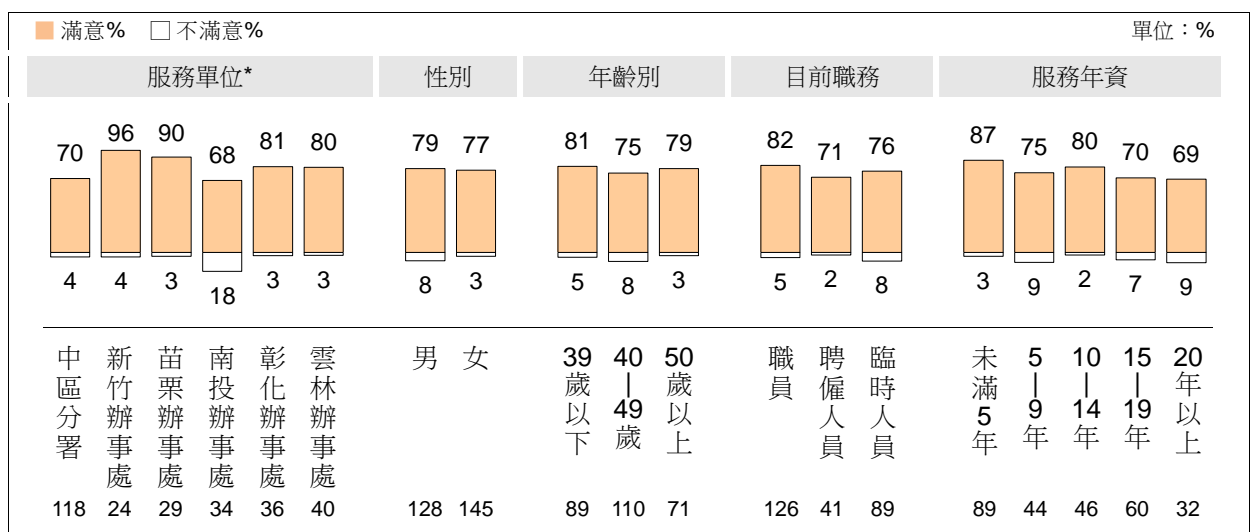 滿意% 不滿意% 單位：%
服務單位* 性別 年齡別 目前職務 服務年資
70 96 90 68 81 80 79 77 81 75 79 82 71 76 87 75 80 70 69
4 4 3 18 3 3 8 3 5 8 3 5 2 8 3 9 2 7 9
中區分署
新竹辦事處
苗栗辦事處
南投辦事處
彰化辦事處
雲林辦事處
男
女
39歲以下
40－49歲
50歲以上
職員
聘僱人員
臨時人員
未滿5年
5－9年
10－14年
15－19年
20年以上
118 24 29 34 36 40 128 145 89 110 71 126 41 89 89 44 46 60 32